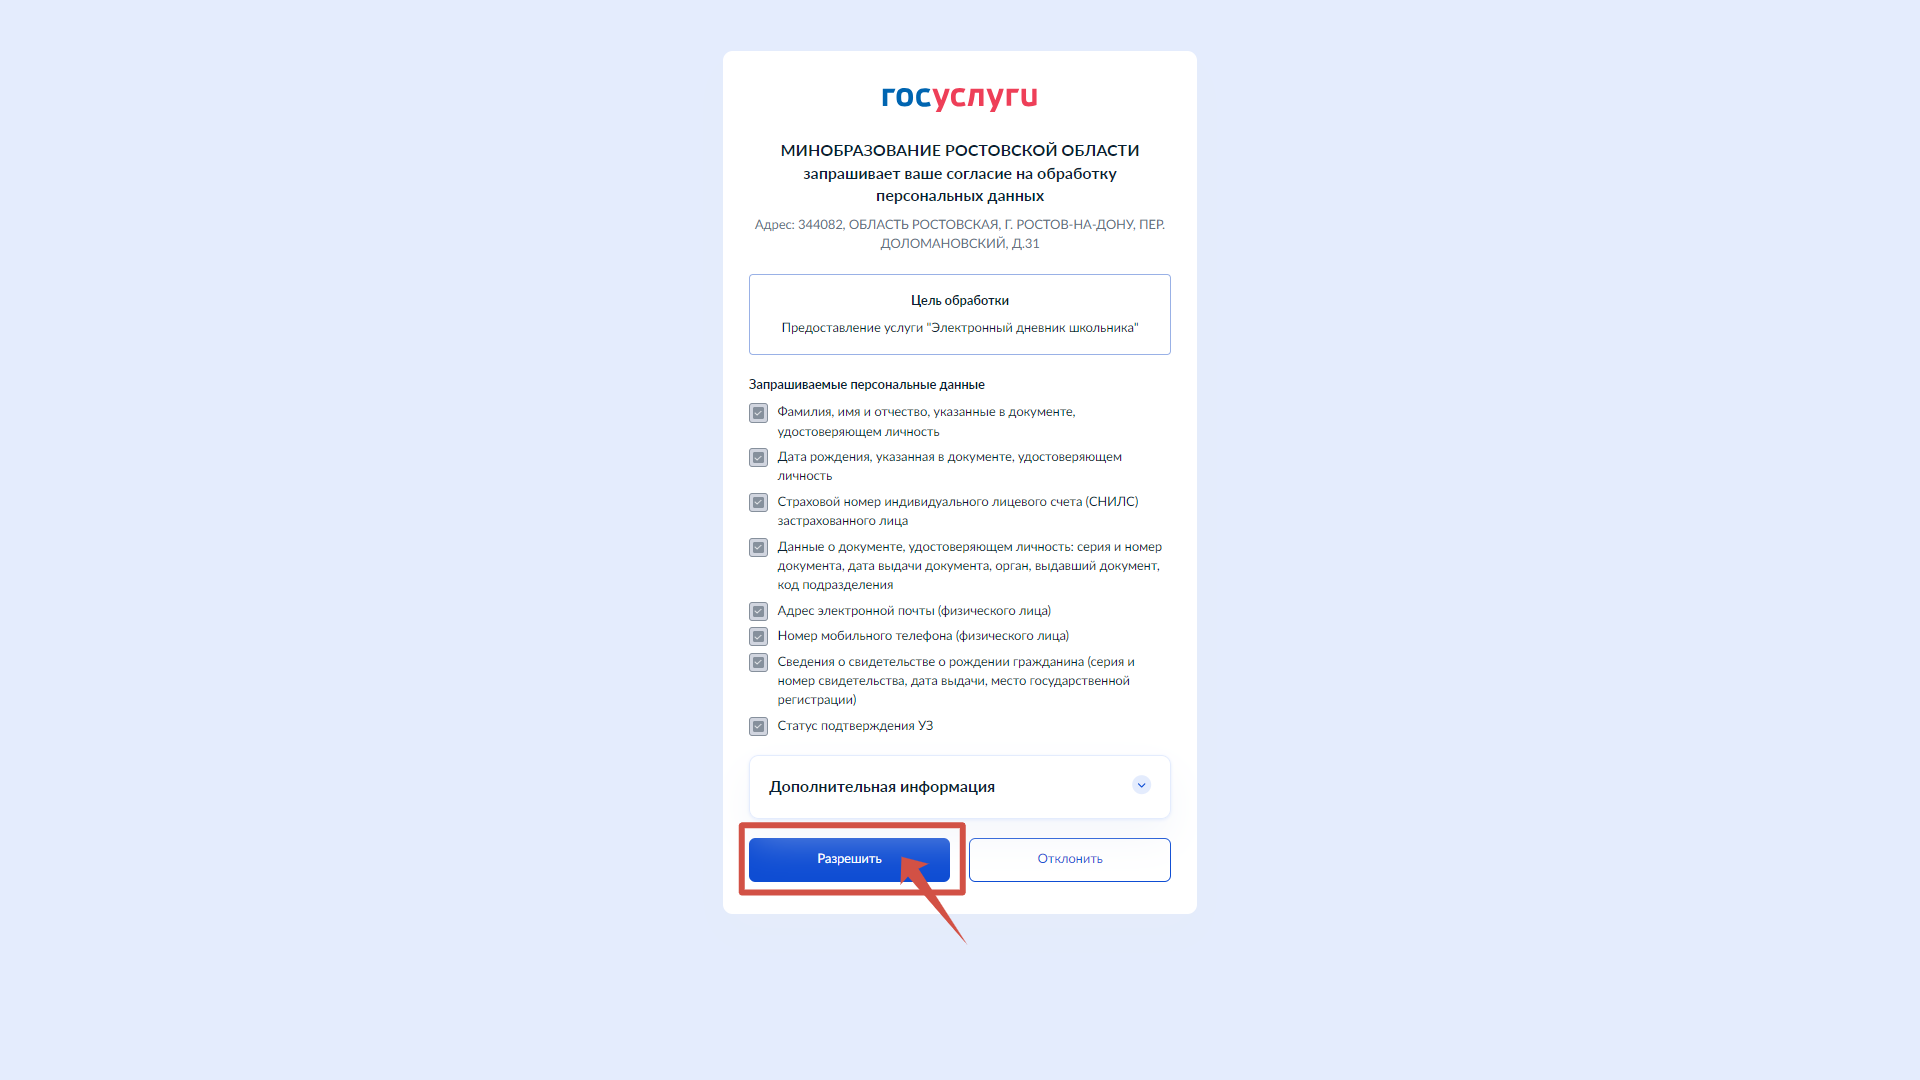 госуслуги
МИНОБРАЗОВАНИЕ РОСТОВСКОЙ ОБЛАСТИ
запрашивает ваше согласие на обработку
персональных данных
Адрес: 344082, ОБЛАСТЬ РОСТОВСКАЯ, Г. РОСТОВ-НА-ДОНУ, ПЕР.
ДОЛОМАНОВСКИЙ, Д.31
Цель обработки
Предоставление услуги "Электронный дневник школьника"
Запрашиваемые персональные данные
Фамилия, имя и отчество, указанные в документе,
удостоверяющем личность
Дата рождения, указанная в документе, удостоверяющем
личность
Страховой номер индивидуального лицевого счета (СНИЛС)
застрахованного лица
Данные о документе, удостоверяющем личность: серия и номер
документа, дата выдачи документа, орган, выдавший документ,
код подразделения
Адрес электронной почты (физического лица)
Номер мобильного телефона (физического лица)
Сведения о свидетельстве о рождении гражданина (серия и
номер свидетельства, дата выдачи, место государственной
регистрации)
Статус подтверждения УЗ
Дополнительная информация
Разрешить
Отклонить